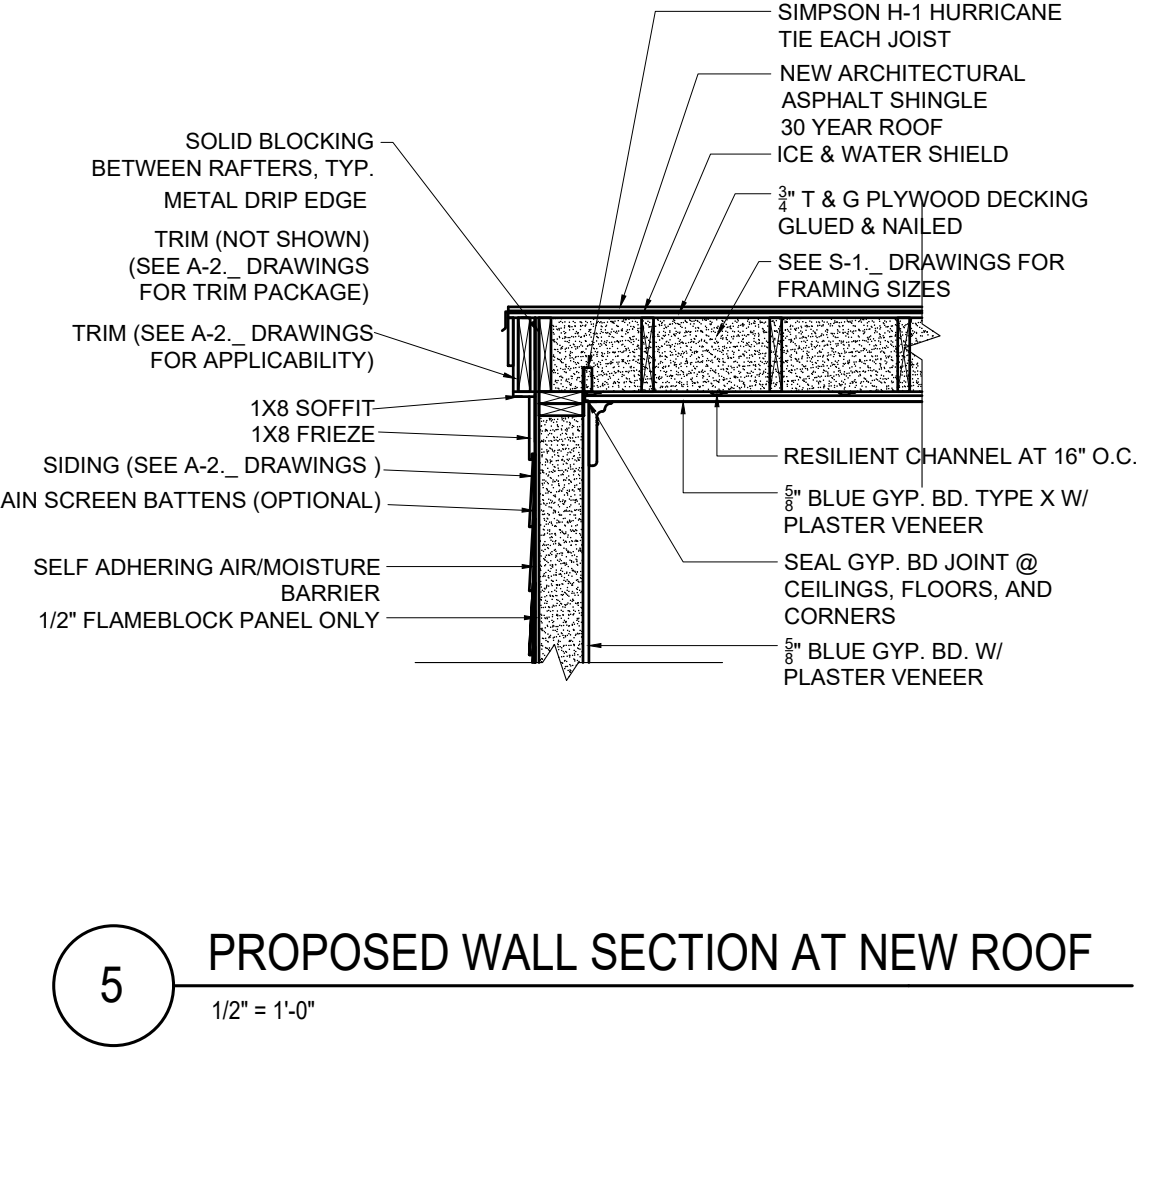 SIMPSON H-1 HURRICANE
TIE EACH JOIST
NEW ARCHITECTURAL
ASPHALT SHINGLE
30 YEAR ROOF
ICE & WATER SHIELD
3/4" T & G PLYWOOD DECKING
GLUED & NAILED
SEE S-1._ DRAWINGS FOR
FRAMING SIZES
SOLID BLOCKING
BETWEEN RAFTERS, TYP.
METAL DRIP EDGE
TRIM (NOT SHOWN)
(SEE A-2._ DRAWINGS
FOR TRIM PACKAGE)
TRIM (SEE A-2._ DRAWINGS
FOR APPLICABILITY)
1X8 SOFFIT
1X8 FRIEZE
SIDING (SEE A-2._ DRAWINGS )
AIN SCREEN BATTENS (OPTIONAL)
SELF ADHERING AIR/MOISTURE
BARRIER
1/2" FLAMEBLOCK PANEL ONLY
RESILIENT CHANNEL AT 16" O.C.
5/8" BLUE GYP. BD. TYPE X W/
PLASTER VENEER
SEAL GYP. BD JOINT @
CEILINGS, FLOORS, AND
CORNERS
5/8" BLUE GYP. BD. W/
PLASTER VENEER
5
PROPOSED WALL SECTION AT NEW ROOF
1/2" = 1'-0"